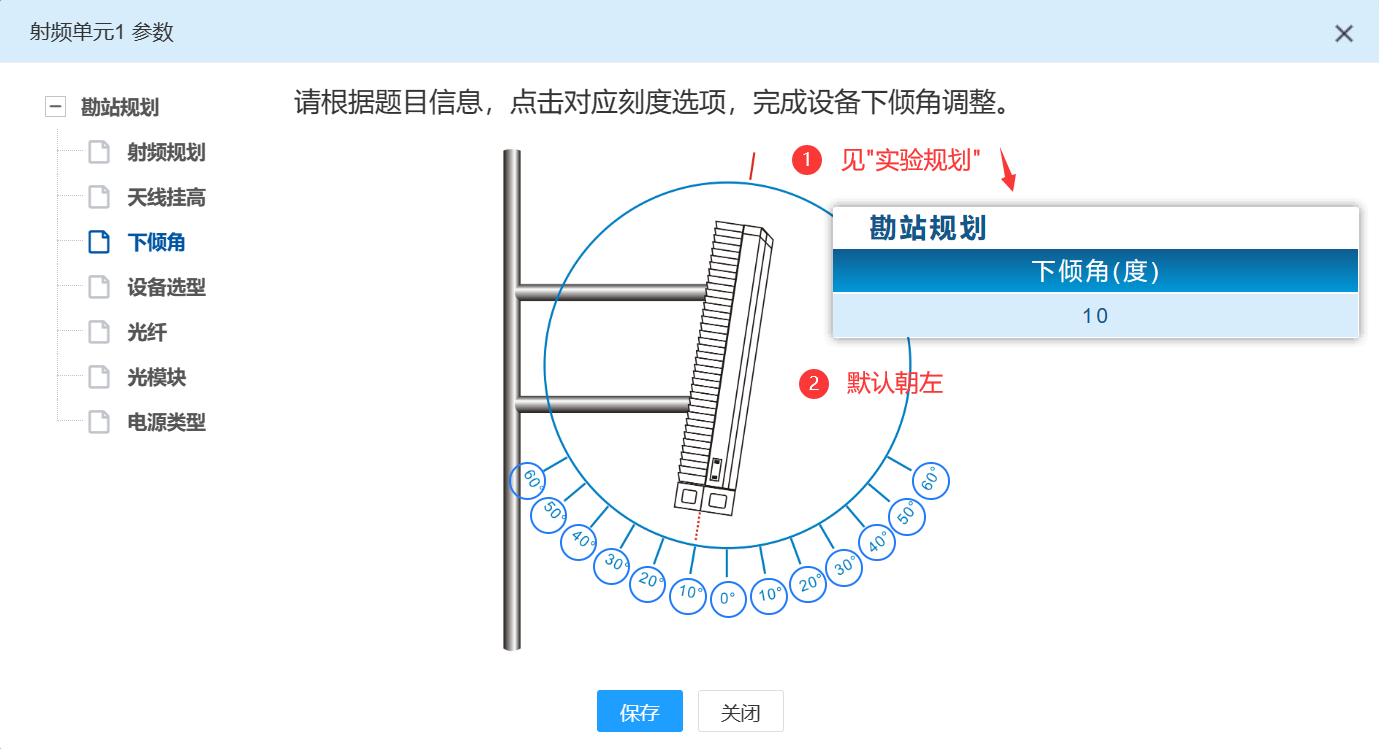 射频单元1 参数
勘站规划
射频规划
天线挂高
下倾角
设备选型
光纤
光模块
电源类型
请根据题目信息，点击对应刻度选项，完成设备下倾角调整。
1 见"实验规划"
勘站规划
下倾角(度)
10
2 默认朝左
60°
50°
40°
30°
20°
10°
0°
10°
20°
30°
40°
50°
60°
保存
关闭